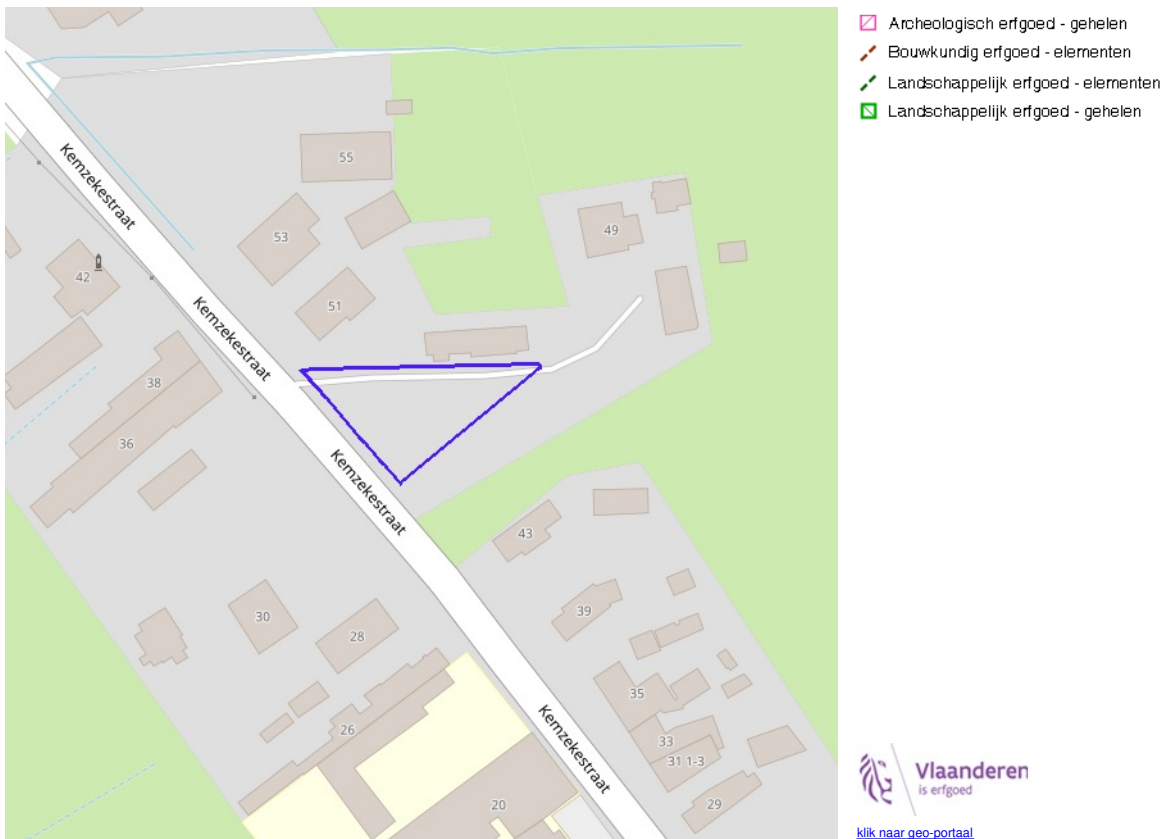 Archeologisch erfgoed - gehelen
Bouwkundig erfgoed - elementen
Landschappelijk erfgoed - elementen
Landschappelijk erfgoed - gehelen
Kemzekestraat
55
53
49
42
51
Kemzekestraat
38
36
Kemzekestraat
43
39
30
28
35
26
Kemzekestraat
33
31 1-3
20
29
Vlaanderen
is erfgoed
klik naar geo-portaal